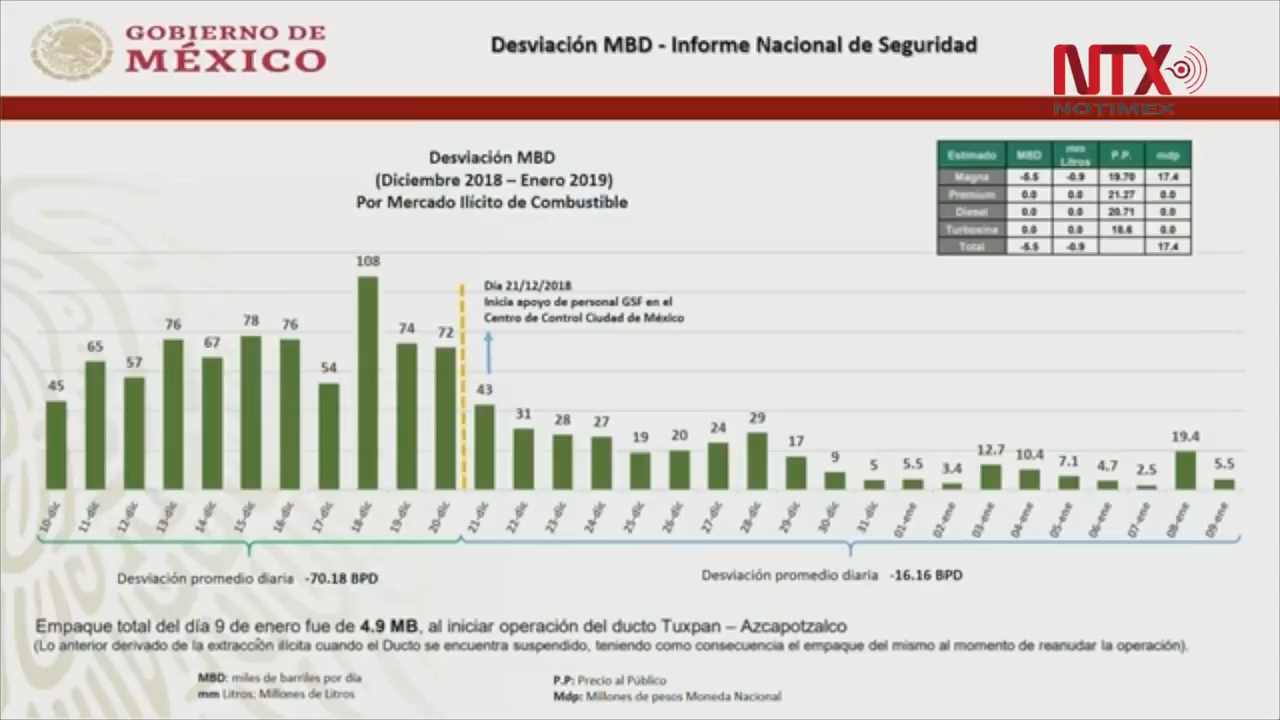 GOBIERNO DE
MÉXICO
Desviación MBD - Informe Nacional de Seguridad
NTX
NOTIMEX
Desviación MBD
(Diciembre 2018 – Enero 2019)
Por Mercado Ilícito de Combustible
Estimado MBD mm Litros P.P. mdp
Magna -5.5 -0.9 19.70 17.4
Premium 0.0 0.0 21.27 0.0
Diesel 0.0 0.0 20.71 0.0
Turbosina 0.0 0.0 18.6 0.0
Total -5.5 -0.9 17.4
Día 21/12/2018
Inicia apoyo de personal GSF en el
Centro de Control Ciudad de México
45 65 57 76 67 78 76 54 108 74 72 43 31 28 27 19 20 24 29 17 9 5 5.5 3.4 12.7 10.4 7.1 4.7 2.5 19.4 5.5
10-dic 11-dic 12-dic 13-dic 14-dic 15-dic 16-dic 17-dic 18-dic 19-dic 20-dic 21-dic 22-dic 23-dic 24-dic 25-dic 26-dic 27-dic 28-dic 29-dic 30-dic 31-dic 01-ene 02-ene 03-ene 04-ene 05-ene 06-ene 07-ene 08-ene 09-ene
Desviación promedio diaria -70.18 BPD
Desviación promedio diaria -16.16 BPD
Empaque total del día 9 de enero fue de 4.9 MB, al iniciar operación del ducto Tuxpan – Azcapotzalco
(Lo anterior derivado de la extracción ilícita cuando el Ducto se encuentra suspendido, teniendo como consecuencia el empaque del mismo al momento de reanudar la operación).
MBD: miles de barriles por día
mm Litros; Millones de Litros
P.P: Precio al Público
Mdp: Millones de pesos Moneda Nacional